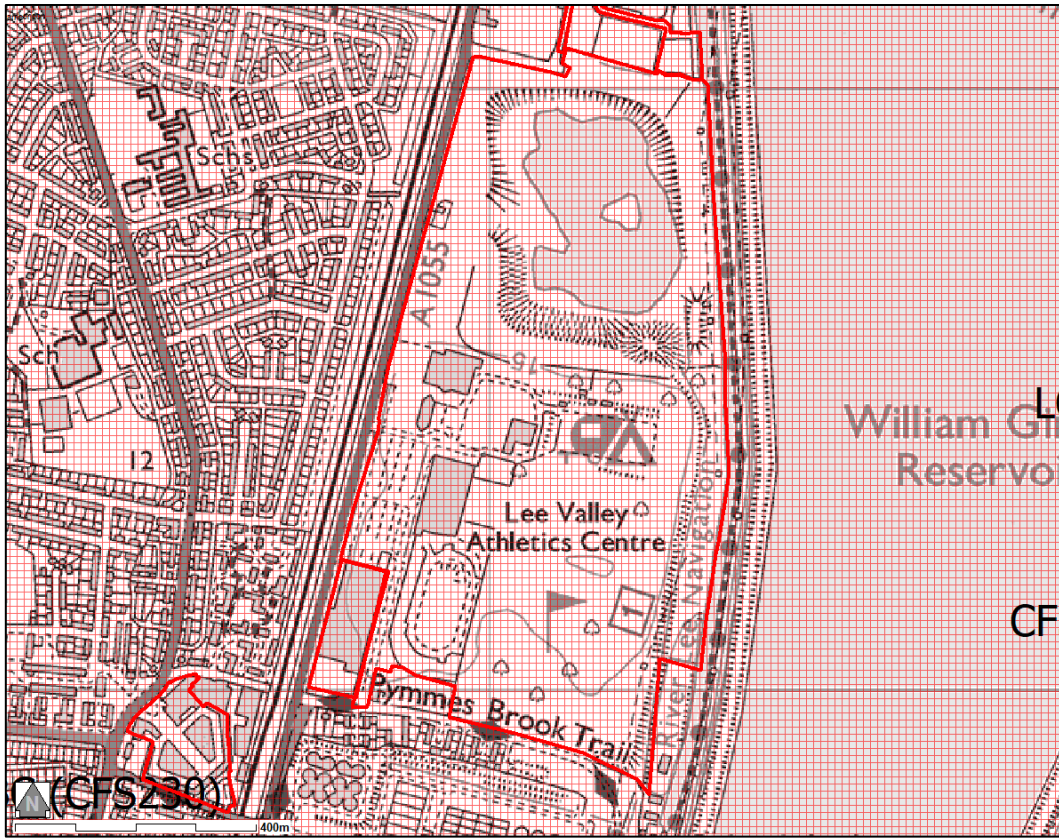 Schs
A 1055
Sch
15
12
William Gi
Reservo
Lee Valley
Athletics Centre
River Lee Navigation
1
CF
Pymmes Brook Trail
(CFS230)
N
400m